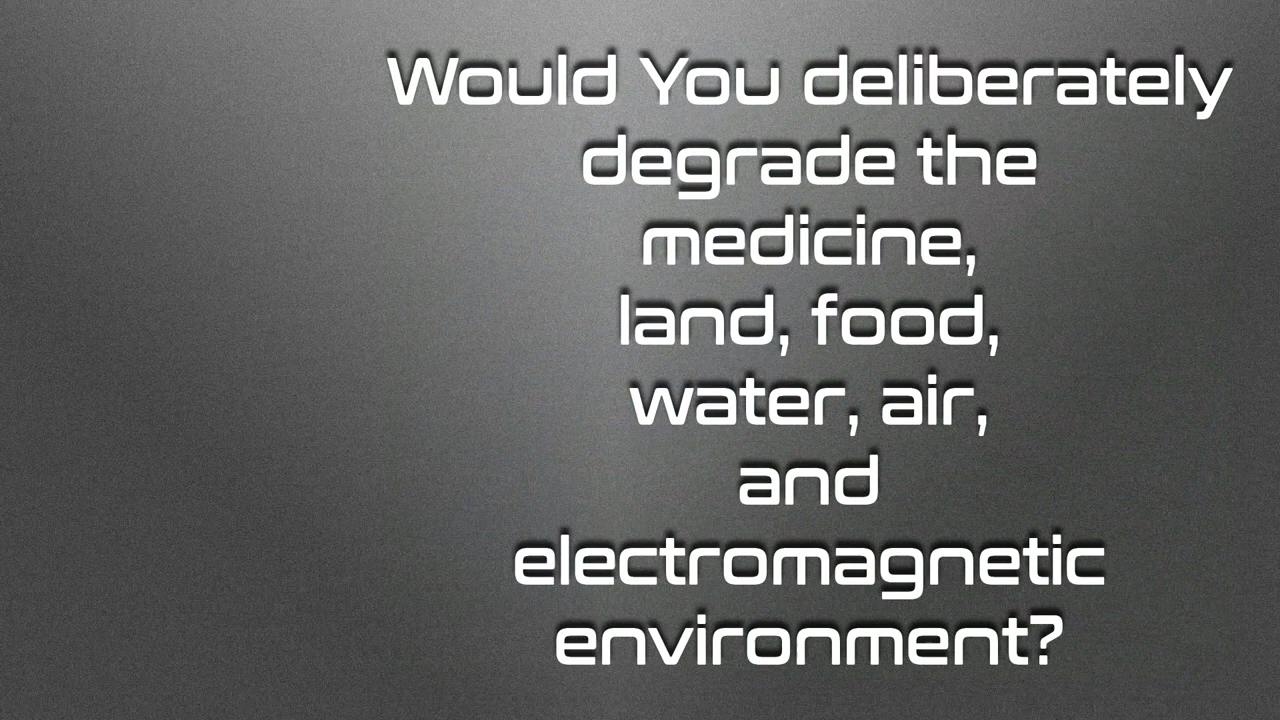 Would You deliberately
degrade the
medicine,
land, food,
water, air,
and
electromagnetic
environment?